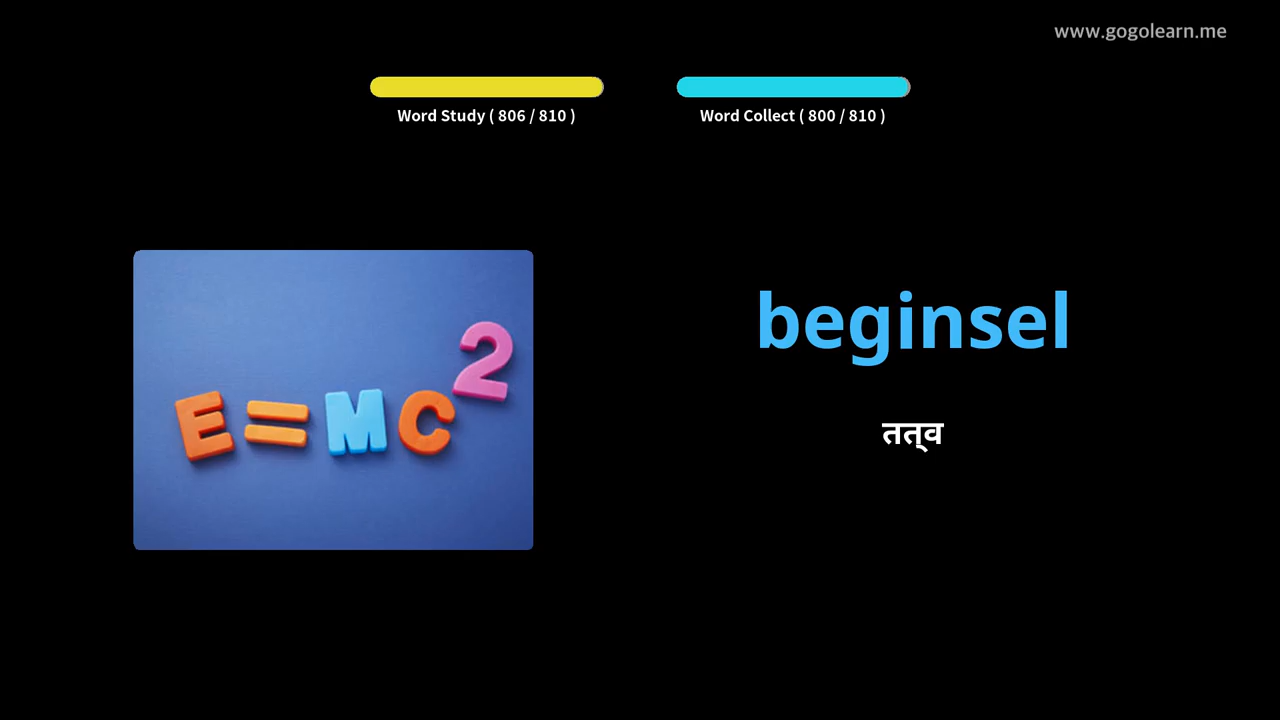 www.gogolearn.me
Word Study ( 806 / 810 )
Word Collect ( 800 / 810 )
E=MC2
beginsel
तत्‌व